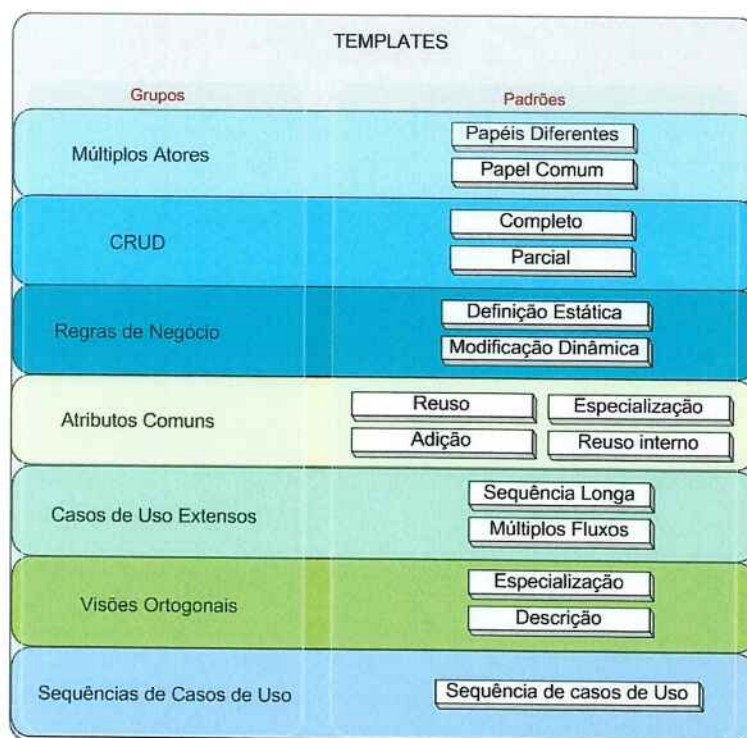 TEMPLATES
Grupos
Padrões
Múltiplos Atores
Papéis Diferentes
Papel Comum
CRUD
Completo
Parcial
Regras de Negócio
Definição Estática
Modificação Dinâmica
Atributos Comuns
Reuso
Especialização
Adição
Reuso interno
Casos de Uso Extensos
Sequência Longa
Múltiplos Fluxos
Visões Ortogonais
Especialização
Descrição
Sequências de Casos de Uso
Sequência de casos de Uso